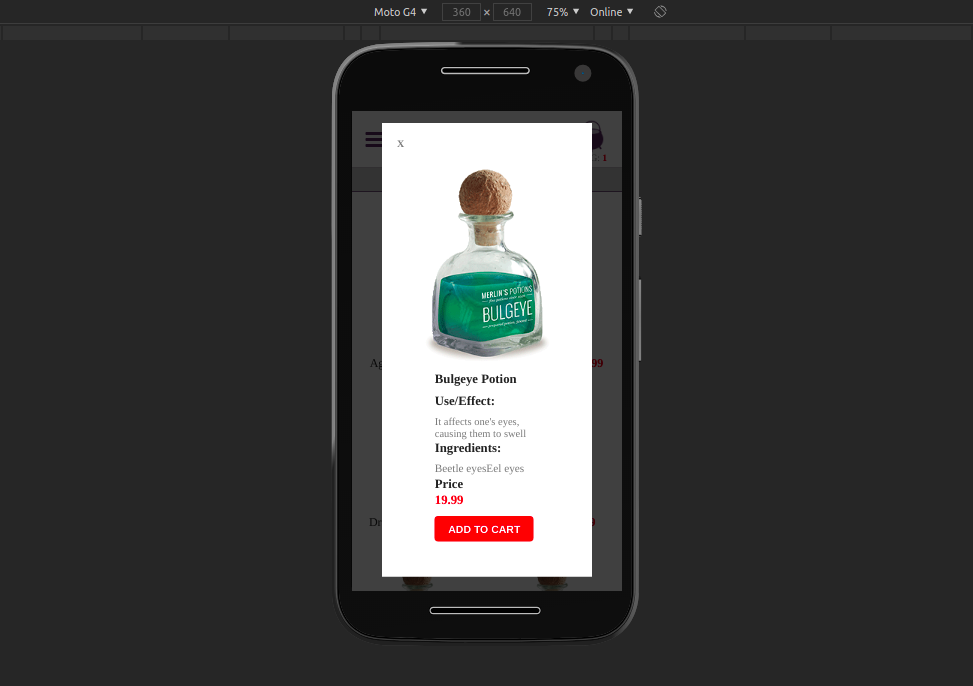 Moto G4 ▼ 360 × 640 75% ▼ Online ▼
x
1
MERLIN'S POTIONS
BULGEYE
Ag
99
Bulgeye Potion
Use/Effect:
It affects one's eyes,
causing them to swell
Ingredients:
Beetle eyesEel eyes
Price
19.99
Dr
ADD TO CART